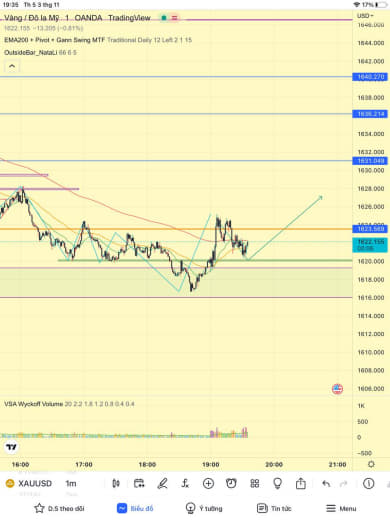 19:35 Th 5 3 thg 11
17%
Vàng / Đô la Mỹ · 1 · OANDA · TradingView
1622.155 −13.205 (−0.81%)
EMA200 + Pivot + Gann Swing MTF Traditional Daily 12 Left 2 1 15
OutsideBar_NataLi 66 6 5
USD
1646.000
1644.000
1642.000
1640.270
1638.000
1636.214
1634.000
1632.000
1631.049
1628.000
1626.000
1623.569
1622.155
1620.000
1618.000
1616.000
1614.000
1612.000
1610.000
1608.000
1606.000
VSA Wyckoff Volume 20 2.2 1.8 1.2 0.8 0.4 0.4
1K
500
0
16:00 17:00 18:00 19:00 20:00 21:00
XAUUSD 1m
D.S theo dõi Biểu đồ Ý tưởng Tin tức Menu